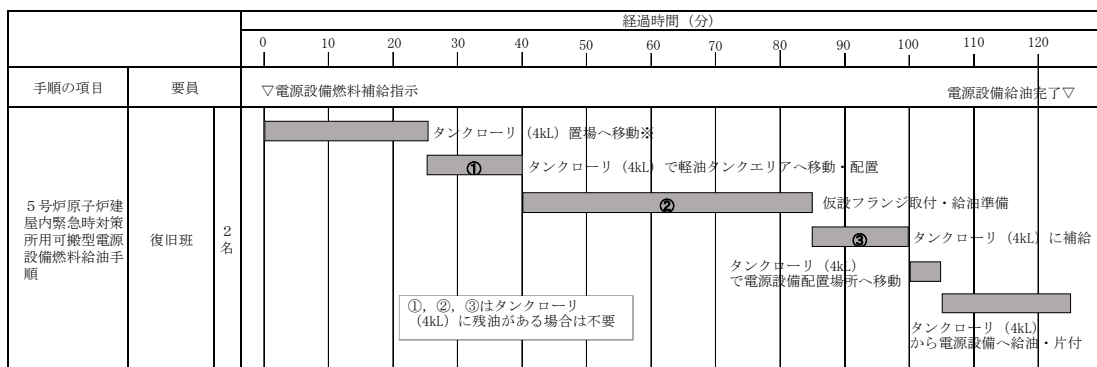 経過時間（分）
0 10 20 30 40 50 60 70 80 90 100 110 120
手順の項目 要員
▽電源設備燃料補給指示 電源設備給油完了▽
５号炉原子炉建
屋内緊急時対策
所用可搬型電源
設備燃料給油手
順
復旧班
２
名
タンクローリ（4kL）置場へ移動※
① タンクローリ（4kL）で軽油タンクエリアへ移動・配置
② 仮設フランジ取付・給油準備
③ タンクローリ（4kL）に補給
タンクローリ（4kL）
で電源設備配置場所へ移動
①，②，③はタンクローリ
（4kL）に残油がある場合は不要
タンクローリ（4kL）
から電源設備へ給油・片付